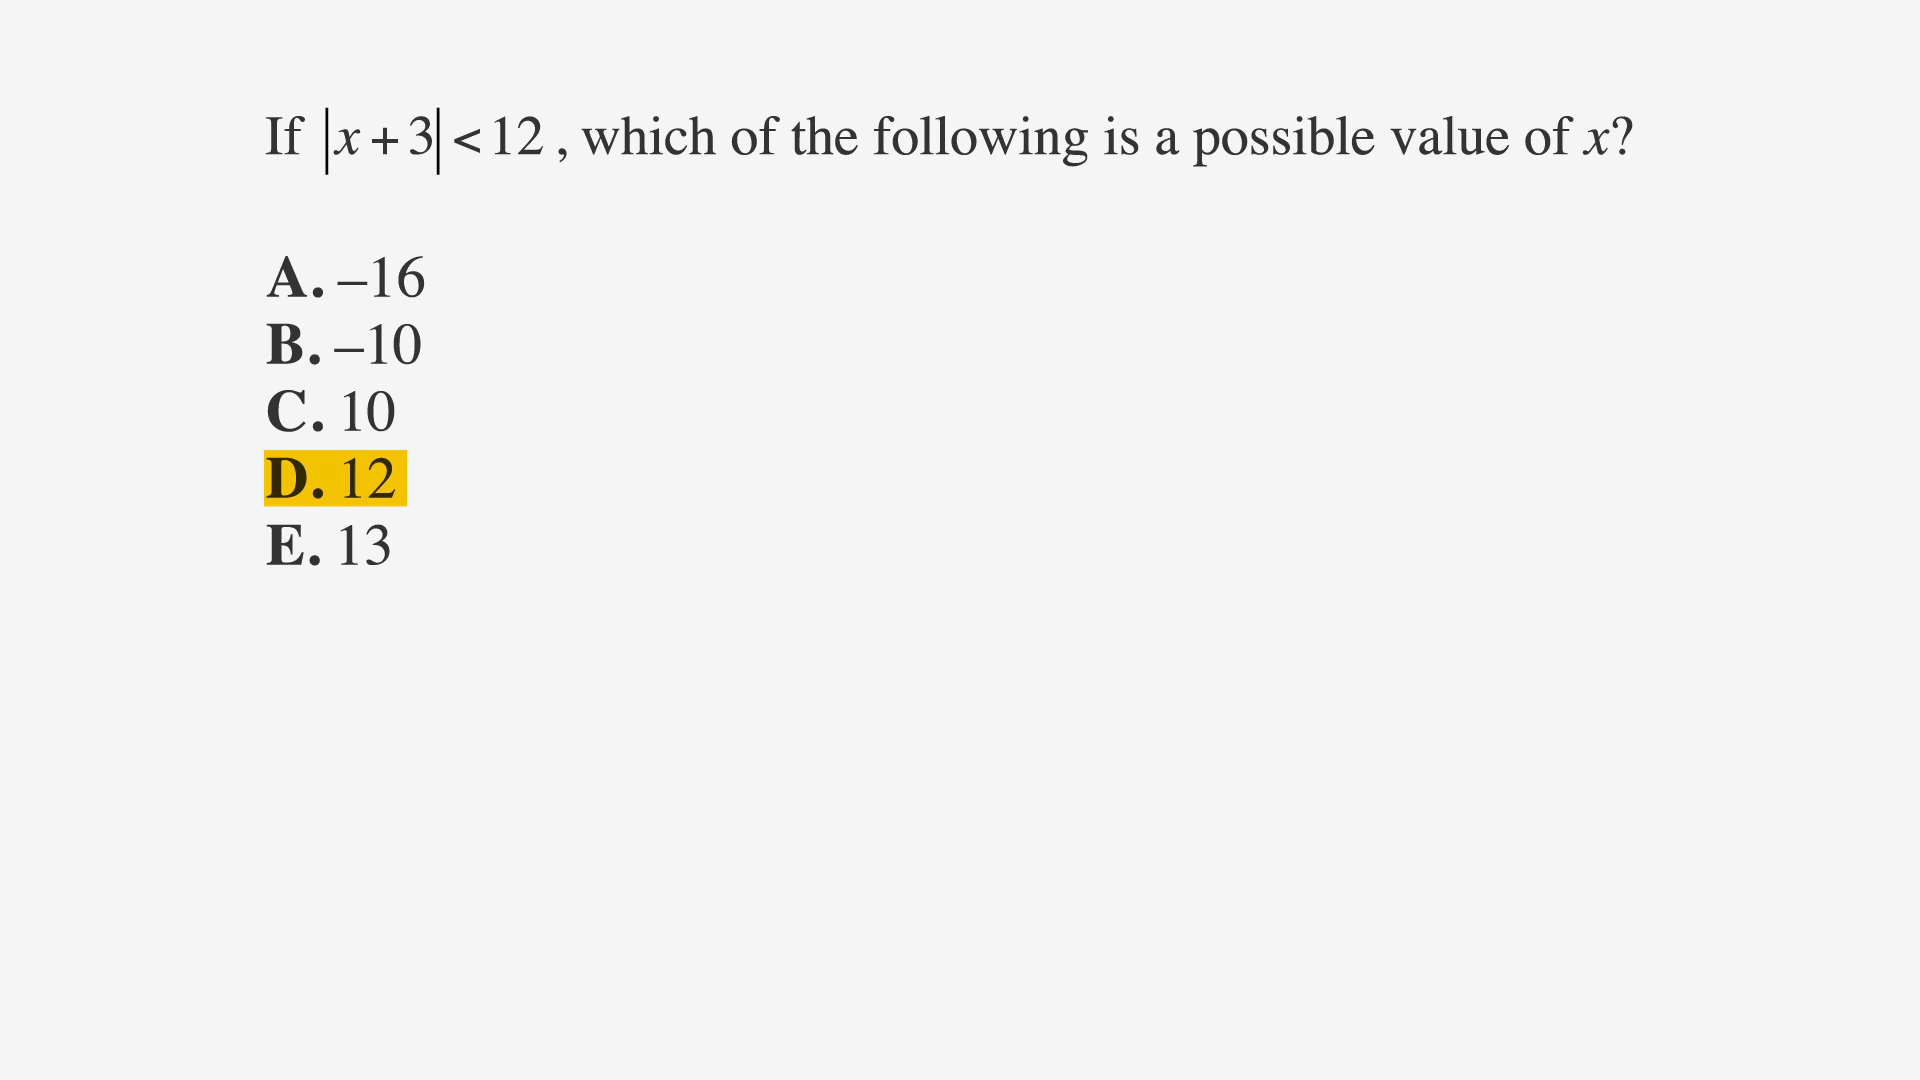 If |x + 3| < 12 , which of the following is a possible value of x?
A. –16
B. –10
C. 10
D. 12
E. 13